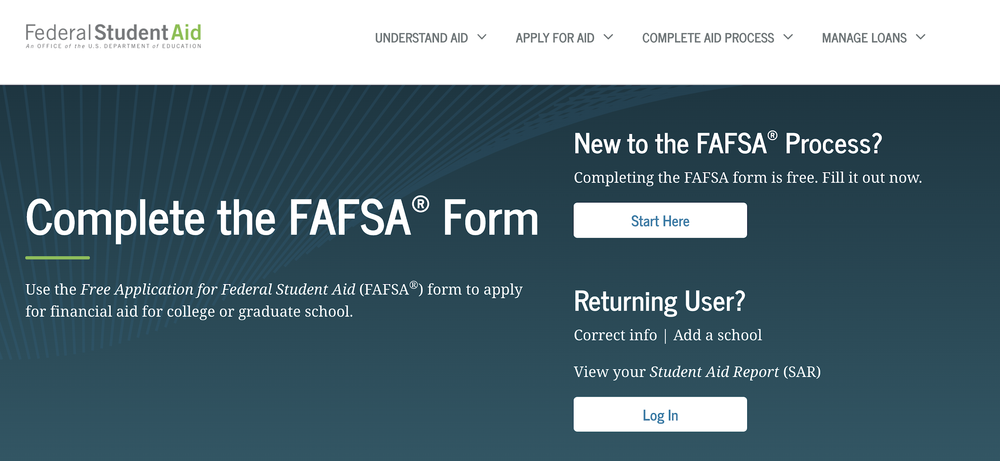 Federal Student Aid
An OFFICE of the U.S. DEPARTMENT of EDUCATION
UNDERSTAND AID
APPLY FOR AID
COMPLETE AID PROCESS
MANAGE LOANS
Complete the FAFSA® Form
Use the Free Application for Federal Student Aid (FAFSA®) form to apply
for financial aid for college or graduate school.
New to the FAFSA® Process?
Completing the FAFSA form is free. Fill it out now.
Start Here
Returning User?
Correct info | Add a school
View your Student Aid Report (SAR)
Log In